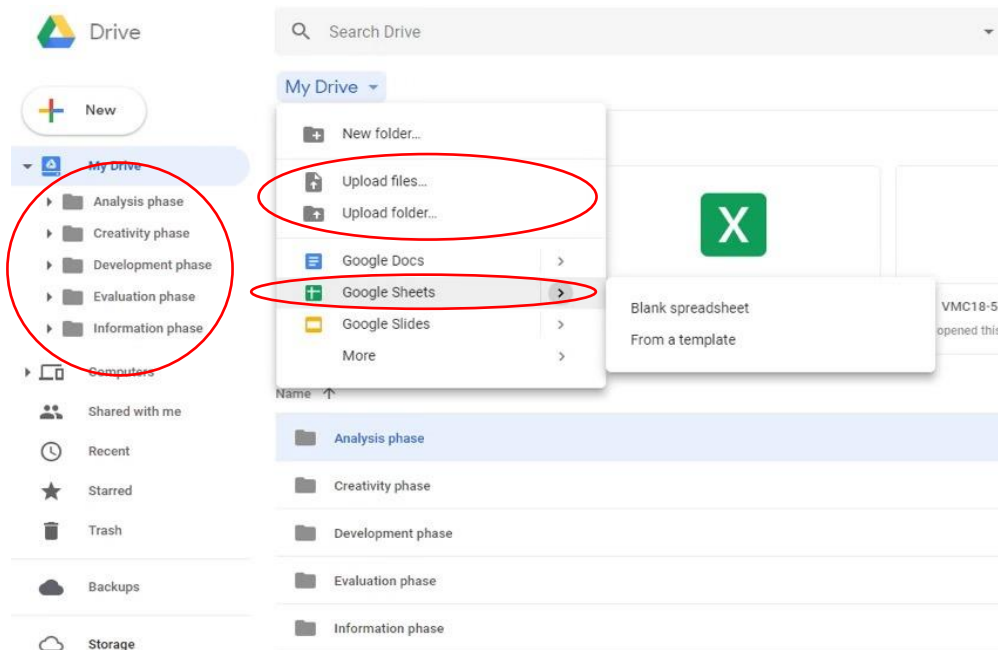 Drive
Search Drive
My Drive
New
New folder...
My Drive
Upload files...
Analysis phase
Upload folder...
Creativity phase
X
Development phase
Google Docs
Evaluation phase
Google Sheets
Blank spreadsheet
VMC18-5
Information phase
Google Slides
From a template
opened this
Computers
More
Name
Shared with me
Analysis phase
Recent
Creativity phase
Starred
Trash
Development phase
Backups
Evaluation phase
Storage
Information phase